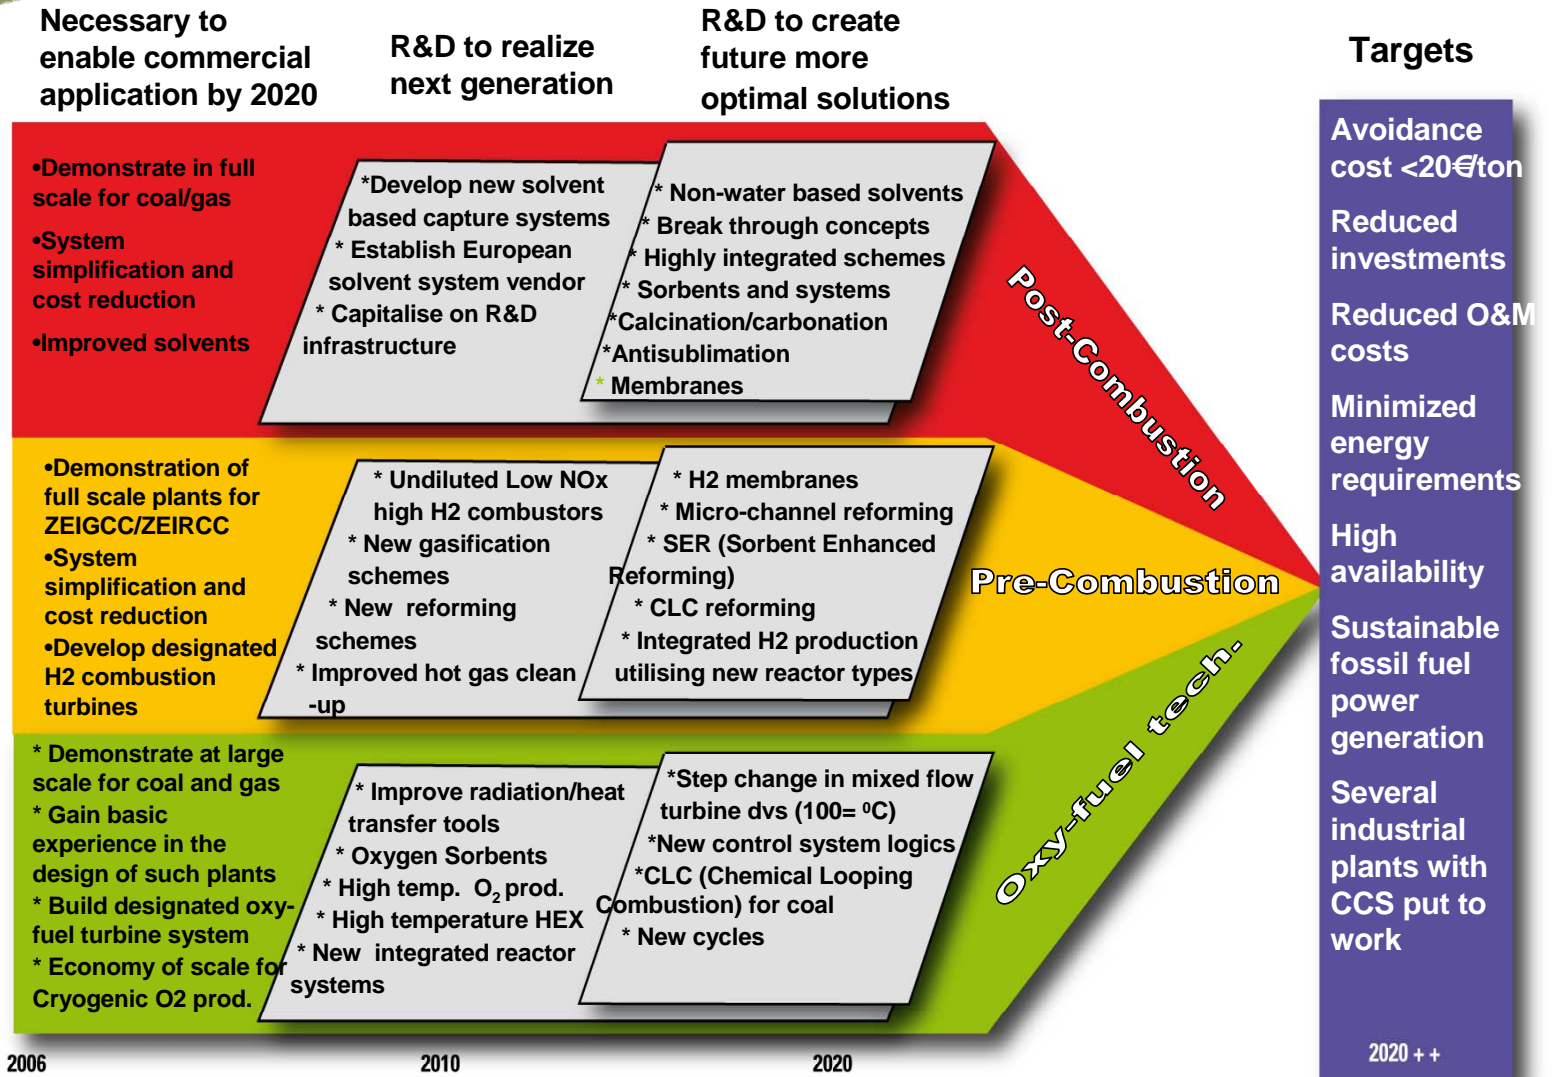 Necessary to
enable commercial
application by 2020
R&D to realize
next generation
R&D to create
future more
optimal solutions
Targets
•Demonstrate in full
scale for coal/gas
•System
simplification and
cost reduction
•Improved solvents
*Develop new solvent
based capture systems
* Establish European
solvent system vendor
* Capitalise on R&D
infrastructure
* Non-water based solvents
* Break through concepts
* Highly integrated schemes
* Sorbents and systems
*Calcination/carbonation
*Antisublimation
* Membranes
Post-Combustion
•Demonstration of
full scale plants for
ZEIGCC/ZEIRCC
•System
simplification and
cost reduction
•Develop designated
H2 combustion
turbines
* Undiluted Low NOx
high H2 combustors
* New gasification
schemes
* New reforming
schemes
* Improved hot gas clean
-up
* H2 membranes
* Micro-channel reforming
* SER (Sorbent Enhanced
Reforming)
* CLC reforming
* Integrated H2 production
utilising new reactor types
Pre-Combustion
* Demonstrate at large
scale for coal and gas
* Gain basic
experience in the
design of such plants
* Build designated oxy-
fuel turbine system
* Economy of scale for
Cryogenic O2 prod.
* Improve radiation/heat
transfer tools
* Oxygen Sorbents
* High temp. O2 prod.
* High temperature HEX
* New integrated reactor
systems
*Step change in mixed flow
turbine dvs (100= ºC)
*New control system logics
*CLC (Chemical Looping
Combustion) for coal
* New cycles
Oxy-fuel tech.
Avoidance
cost <20€/ton
Reduced
investments
Reduced O&M
costs
Minimized
energy
requirements
High
availability
Sustainable
fossil fuel
power
generation
Several
industrial
plants with
CCS put to
work
2006
2010
2020
2020 + +